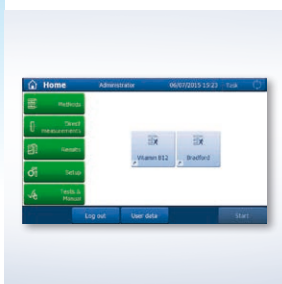 Home Administrator 06/07/2015 13:23 Task
Methods
Direct
measurements
Results
Setup
Tests &
Manual
Vitamin B12
Bradford
Log out User data Start